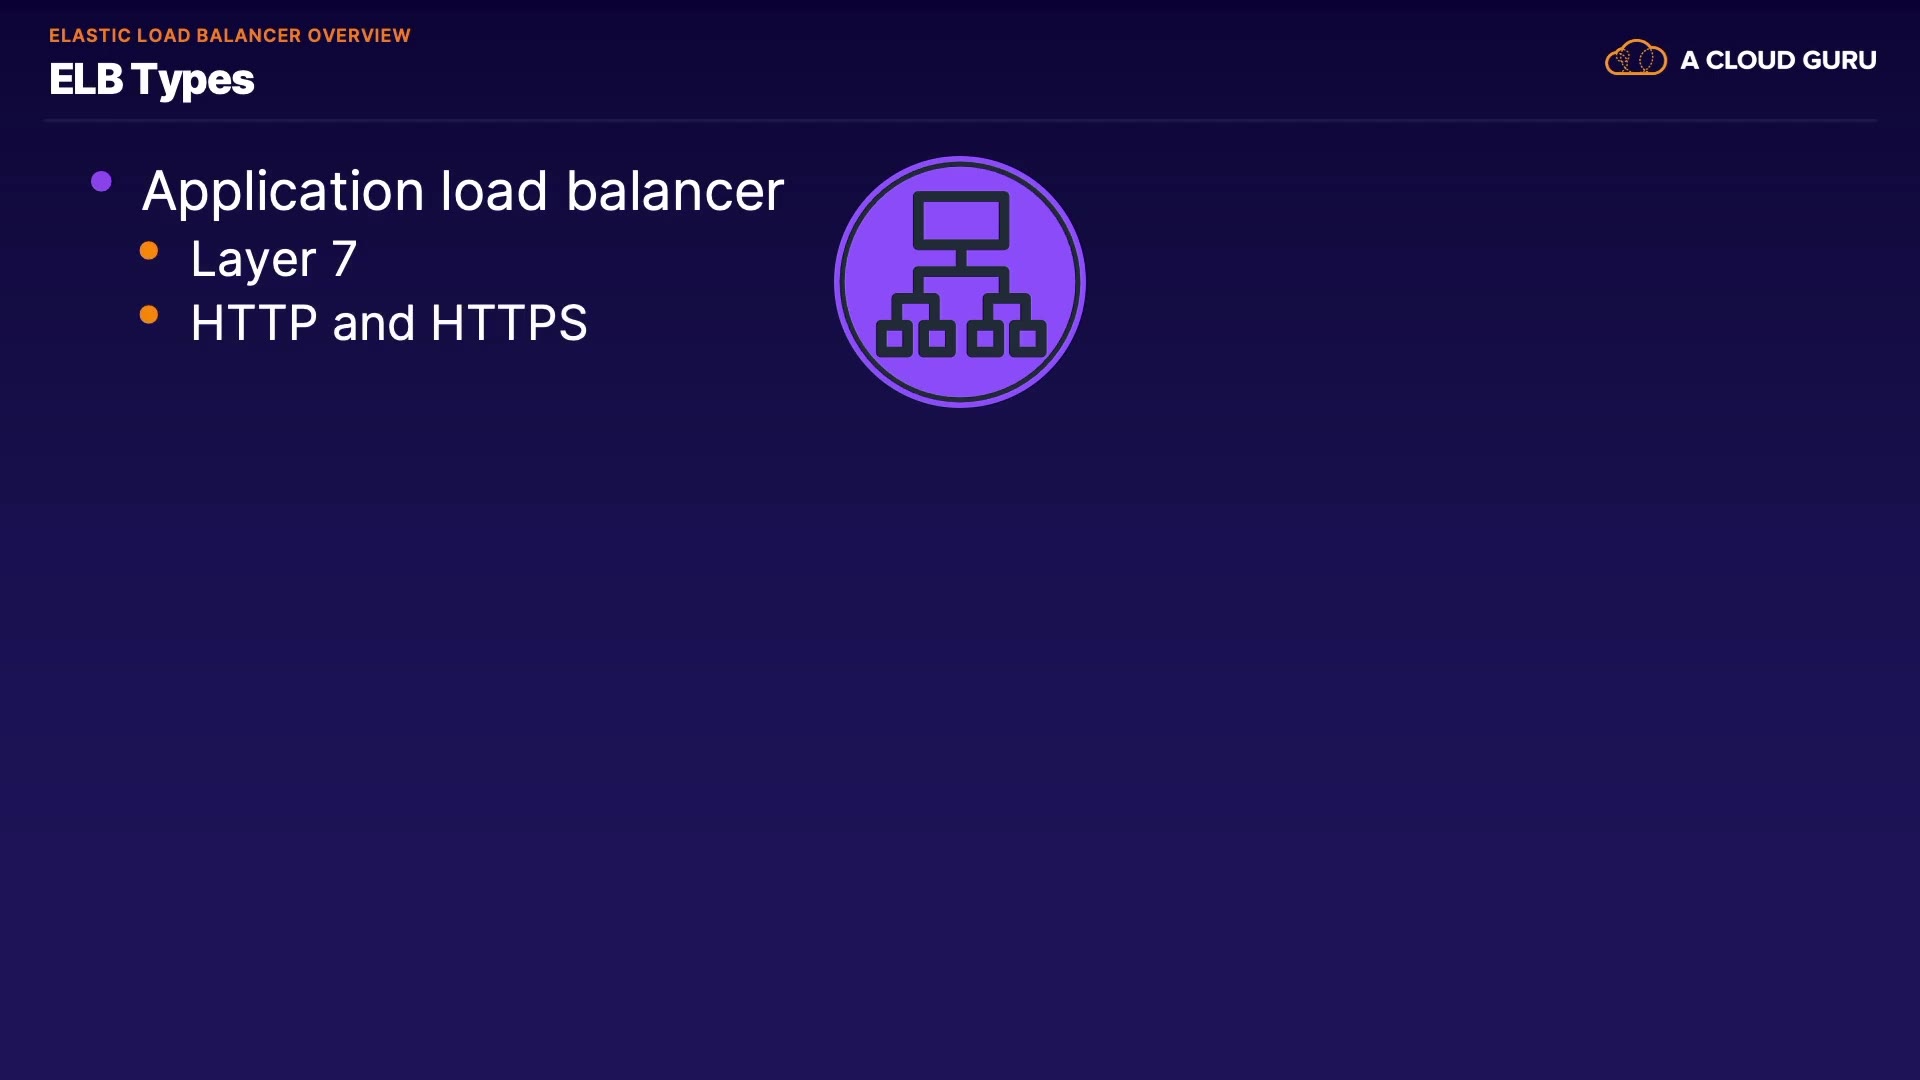 ELASTIC LOAD BALANCER OVERVIEW
ELB Types
A CLOUD GURU
Application load balancer
Layer 7
HTTP and HTTPS